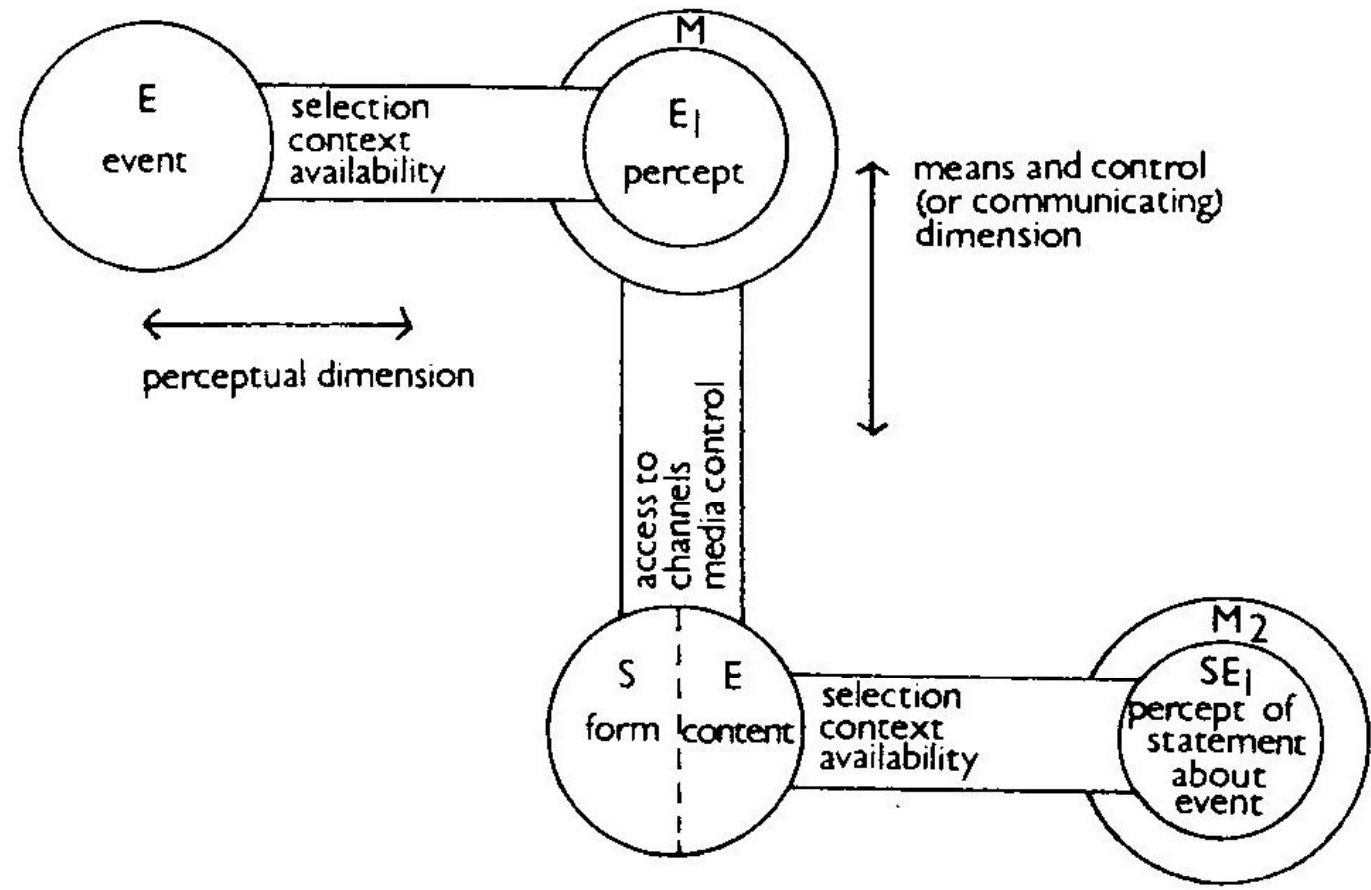 E
event
selection
context
availability
M
E1
percept
means and control
(or communicating)
dimension
perceptual dimension
access to
channels
media control
S
form
E
content
selection
context
availability
M2
SE1
percept of
statement
about
event